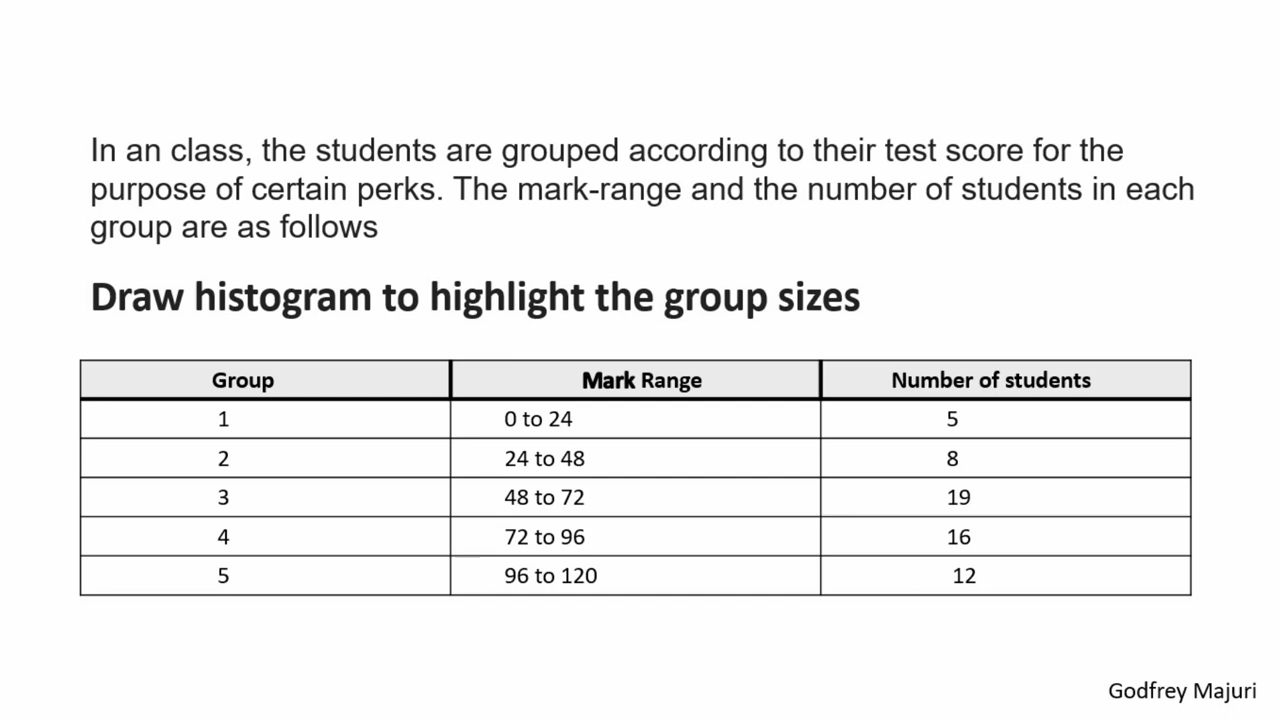 In an class, the students are grouped according to their test score for the
purpose of certain perks. The mark-range and the number of students in each
group are as follows
Draw histogram to highlight the group sizes
Group Mark Range Number of students
1 0 to 24 5
2 24 to 48 8
3 48 to 72 19
4 72 to 96 16
5 96 to 120 12
Godfrey Majuri